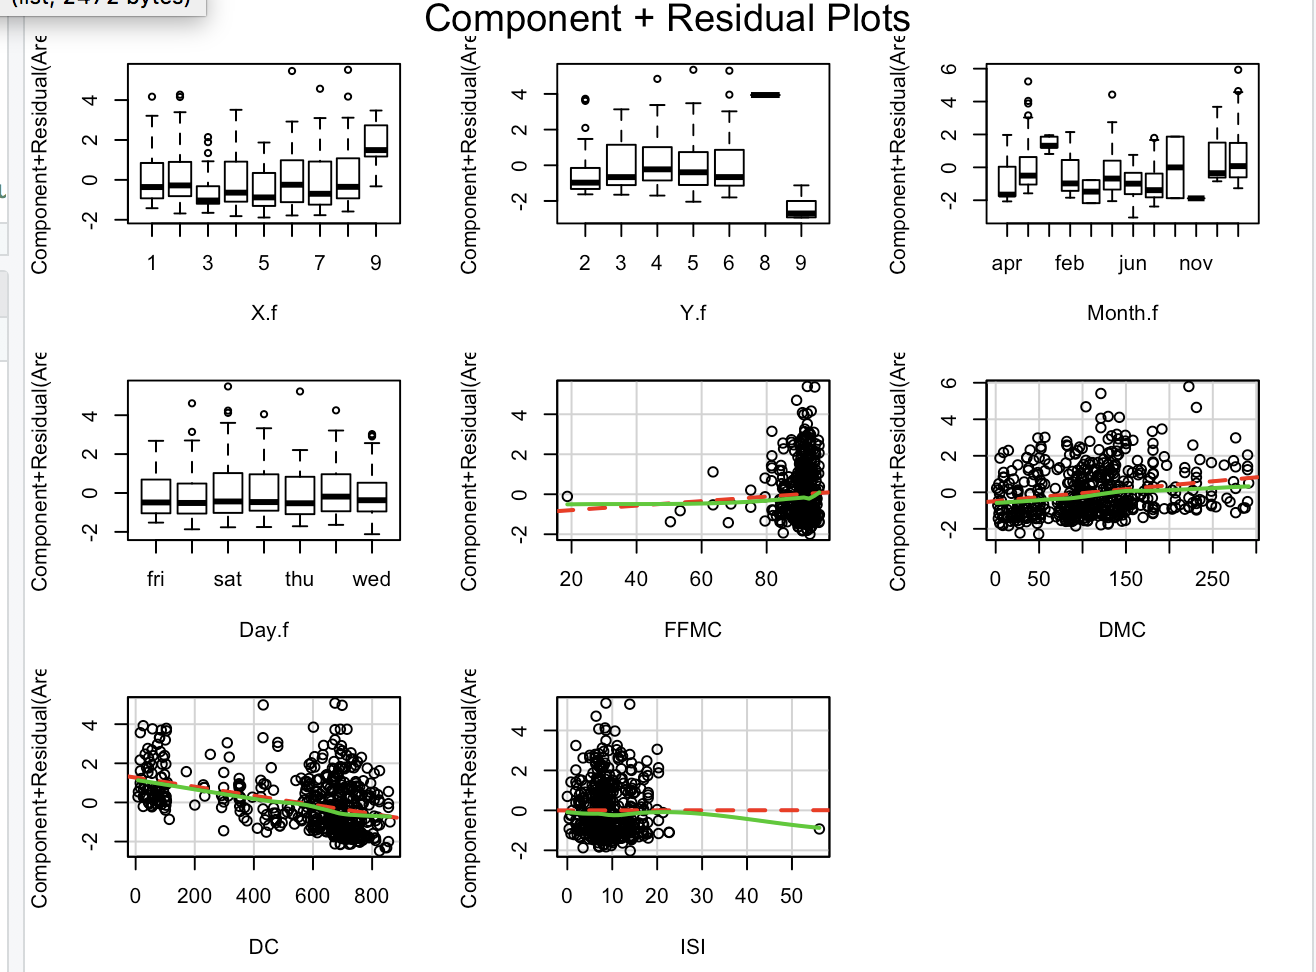 (list, 2472 bytes)
Component + Residual Plots
Component+Residual(Are
4
2
0
-2
1 3 5 7 9
X.f
Component+Residual(Are
4
2
0
-2
2 3 4 5 6 8 9
Y.f
Component+Residual(Are
6
4
2
0
-2
apr feb jun nov
Month.f
Component+Residual(Are
4
2
0
-2
fri sat thu wed
Day.f
Component+Residual(Are
4
2
0
-2
20 40 60 80
FFMC
Component+Residual(Are
6
4
2
0
-2
0 50 150 250
DMC
Component+Residual(Are
4
2
0
-2
0 200 400 600 800
DC
Component+Residual(Are
4
2
0
-2
0 10 20 30 40 50
ISI